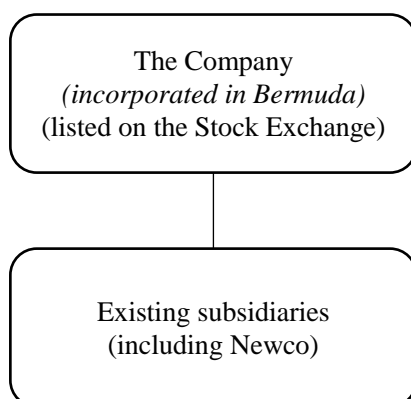 The Company
(incorporated in Bermuda)
(listed on the Stock Exchange)
Existing subsidiaries
(including Newco)